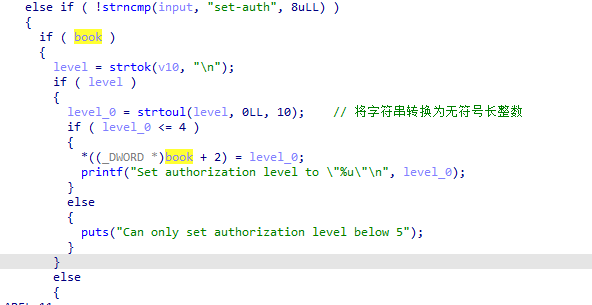 else if ( !strncmp(input, "set-auth", 8uLL) )
{
if ( book )
{
level = strtok(v10, "\n");
if ( level )
{
level_0 = strtoul(level, 0LL, 10);    // 将字符串转换为无符号长整数
if ( level_0 <= 4 )
{
*((_DWORD *)book + 2) = level_0;
printf("Set authorization level to \"%u\"\n", level_0);
}
else
{
puts("Can only set authorization level below 5");
}
}
else
{